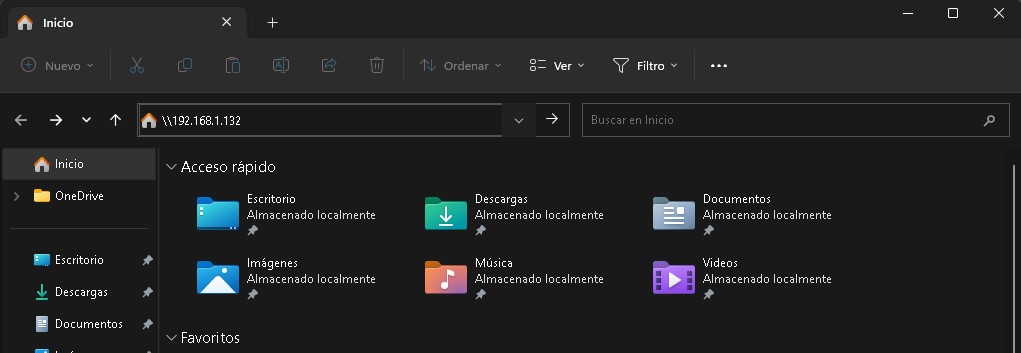 Inicio
Nuevo
Ordenar
Ver
Filtro
\\192.168.1.132
Buscar en Inicio
Inicio
OneDrive
Escritorio
Descargas
Documentos
Acceso rápido
Escritorio
Almacenado localmente
Descargas
Almacenado localmente
Documentos
Almacenado localmente
Imágenes
Almacenado localmente
Música
Almacenado localmente
Videos
Almacenado localmente
Favoritos